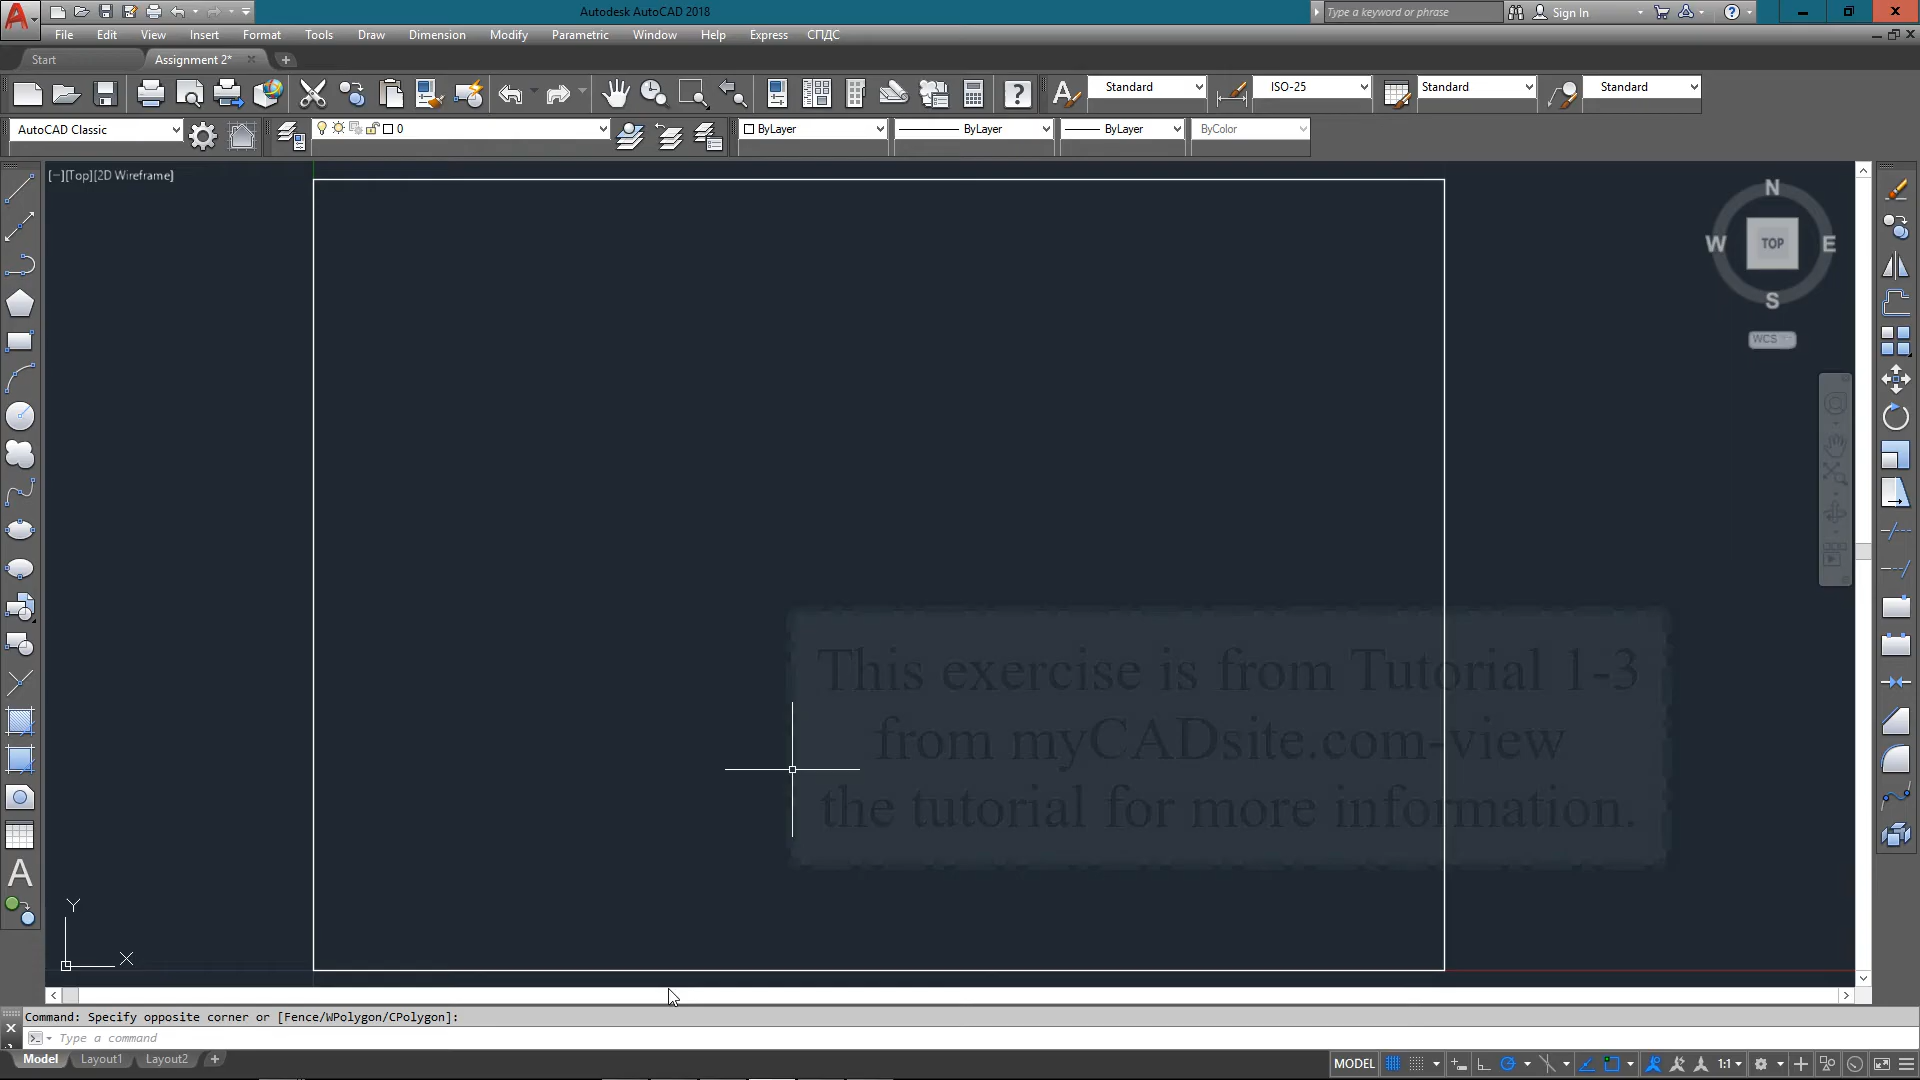 Autodesk AutoCAD 2018
Type a keyword or phrase
Sign In
File Edit View Insert Format Tools Draw Dimension Modify Parametric Window Help Express СПДС
Start
Assignment 2*
Standard
ISO-25
Standard
Standard
AutoCAD Classic
0
ByLayer
ByLayer
ByLayer
ByColor
[−][Top][2D Wireframe]
N
W
TOP
E
S
WCS
This exercise is from Tutorial 1-3
from myCADsite.com-view
the tutorial for more information.
Y
X
Command: Specify opposite corner or [Fence/WPolygon/CPolygon]:
Type a command
Model
Layout1
Layout2
MODEL
1:1